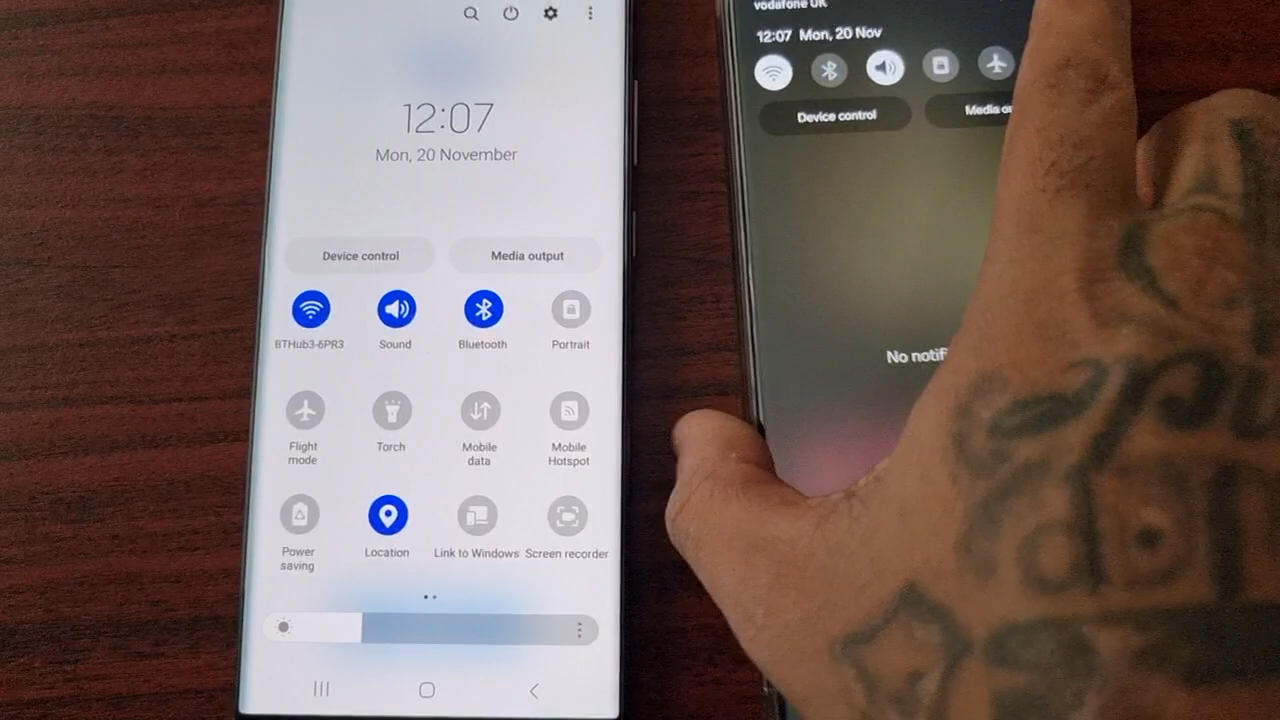 12:07
Mon, 20 November
Device control
Media output
BTHub3-6PR3
Sound
Bluetooth
Portrait
Flight
mode
Torch
Mobile
data
Mobile
Hotspot
Power
saving
Location
Link to Windows
Screen recorder
vodafone UK
12:07 Mon, 20 Nov
Device control
Media
No